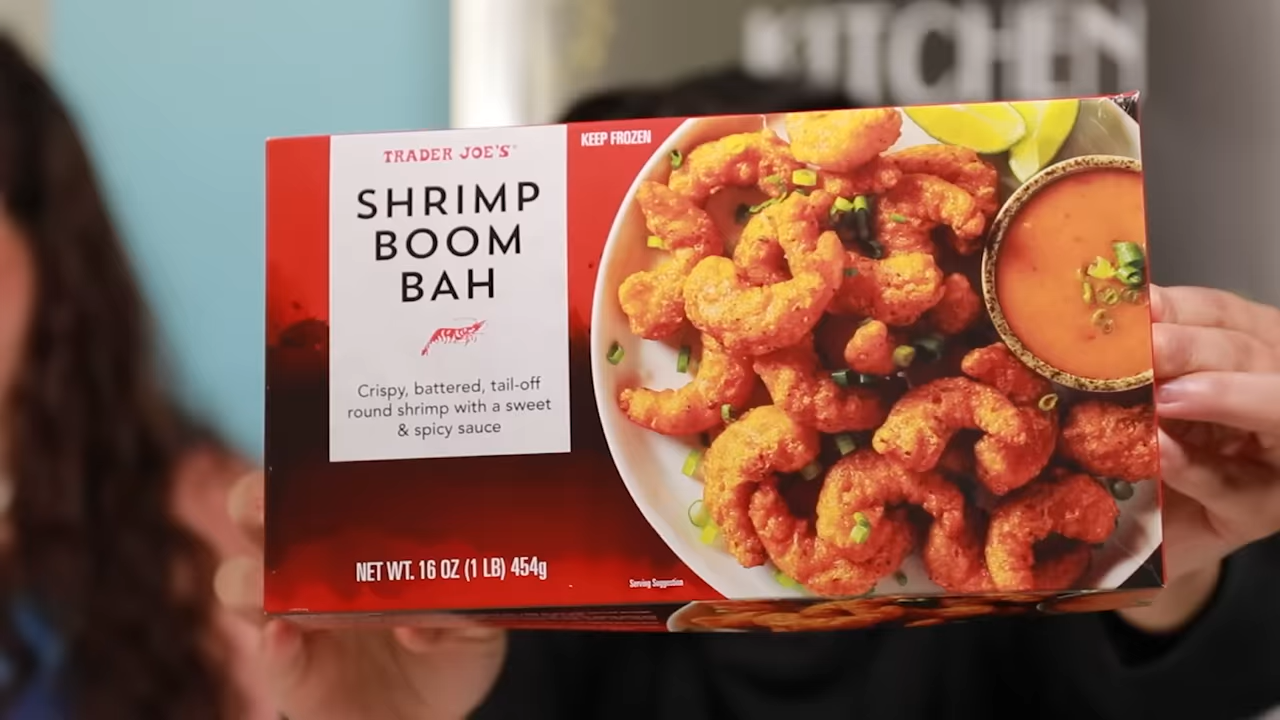 KITCHEN
TRADER JOE'S
KEEP FROZEN
SHRIMP
BOOM
BAH
Crispy, battered, tail-off
round shrimp with a sweet
& spicy sauce
NET WT. 16 OZ (1 LB) 454g
Serving Suggestion